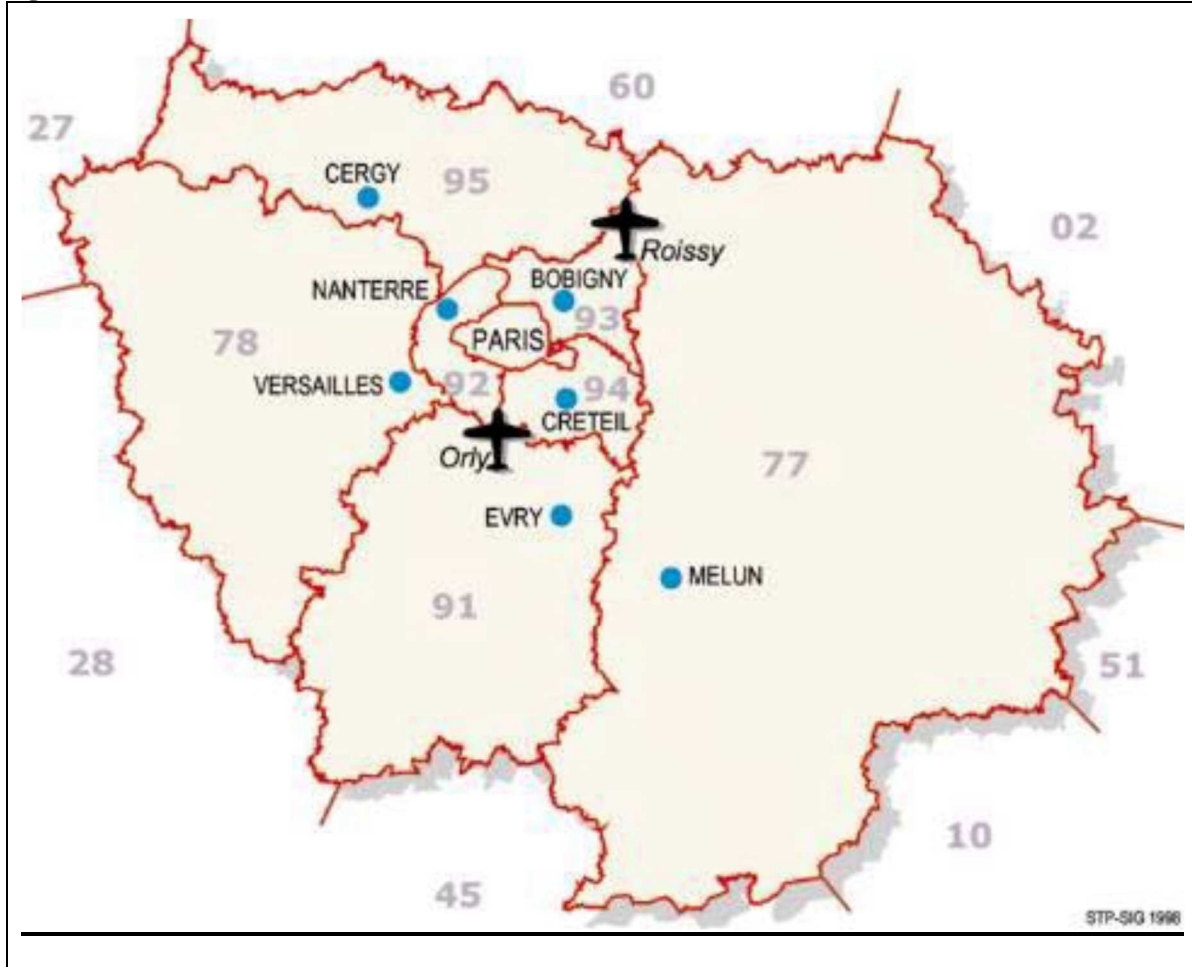 60
27
CERGY
95
02
Roissy
BOBIGNY
NANTERRE
93
PARIS
78
VERSAILLES
92
94
CRETEIL
Orly
77
EVRY
MELUN
91
28
51
10
45
STP-SIG 1998